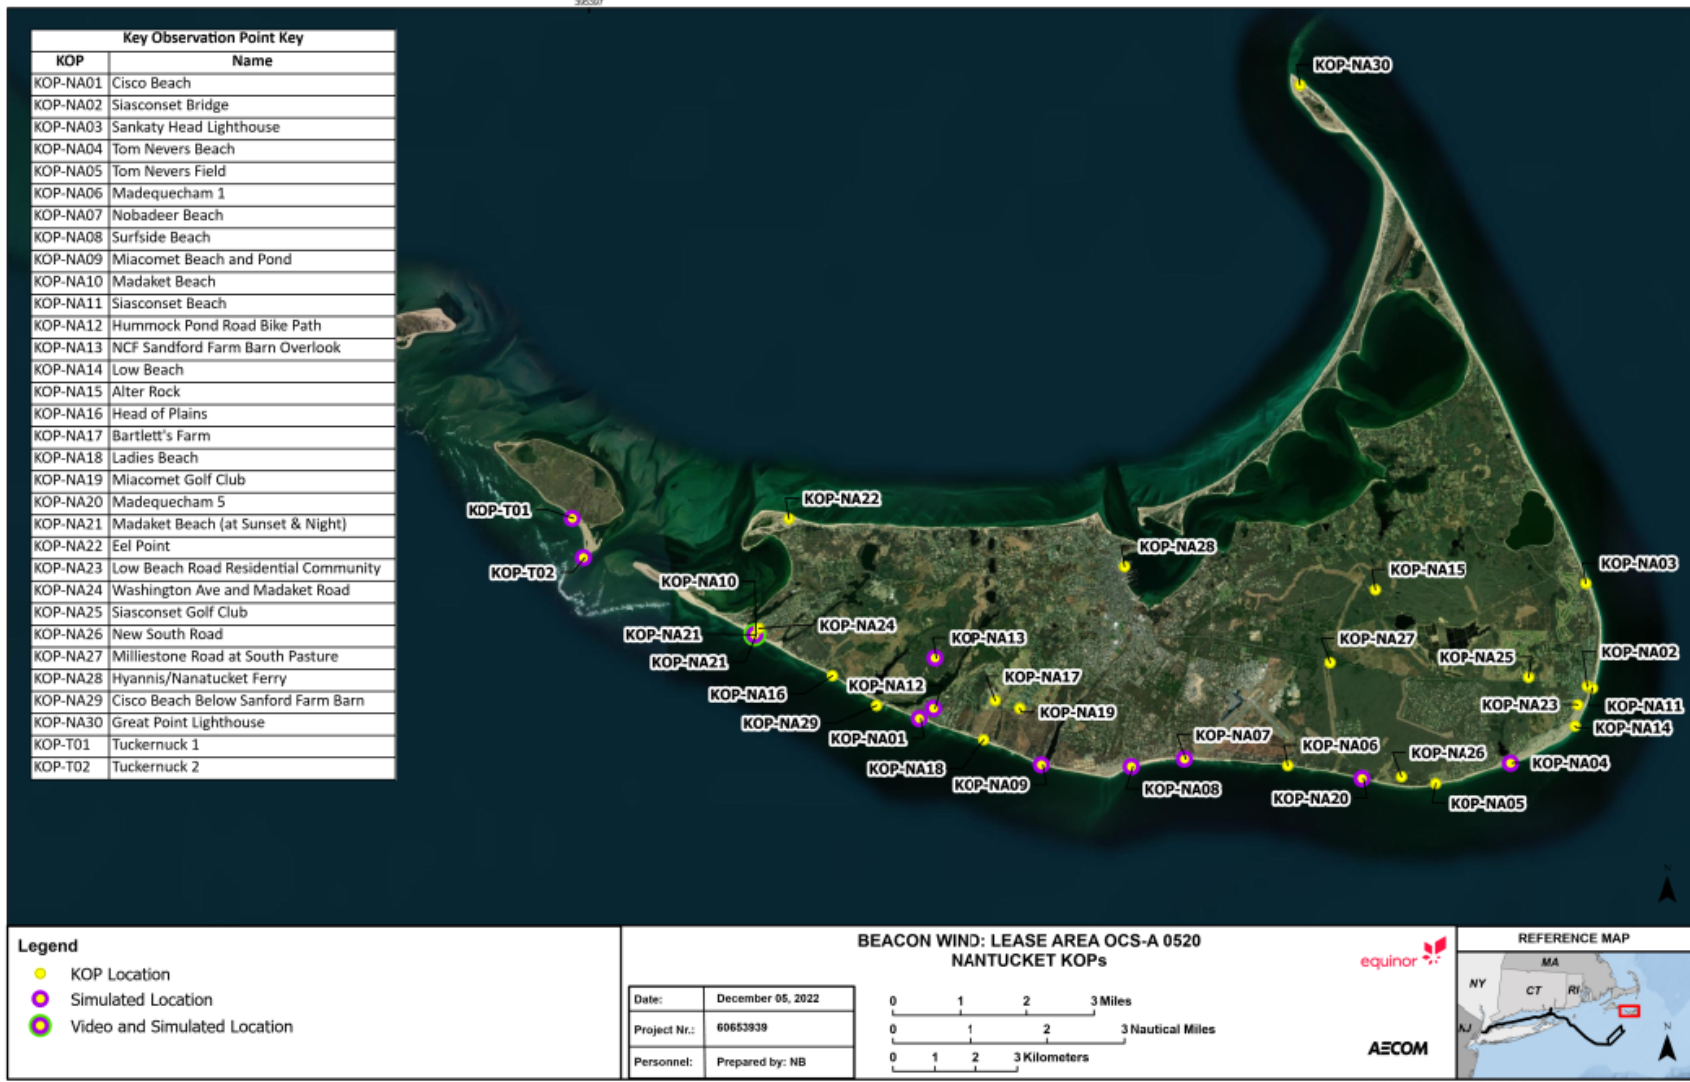 Key Observation Point Key
KOP Name
KOP-NA01 Cisco Beach
KOP-NA02 Siasconset Bridge
KOP-NA03 Sankaty Head Lighthouse
KOP-NA04 Tom Nevers Beach
KOP-NA05 Tom Nevers Field
KOP-NA06 Madequecham 1
KOP-NA07 Nobadeer Beach
KOP-NA08 Surfside Beach
KOP-NA09 Miacomet Beach and Pond
KOP-NA10 Madaket Beach
KOP-NA11 Siasconset Beach
KOP-NA12 Hummock Pond Road Bike Path
KOP-NA13 NCF Sandford Farm Barn Overlook
KOP-NA14 Low Beach
KOP-NA15 Alter Rock
KOP-NA16 Head of Plains
KOP-NA17 Bartlett's Farm
KOP-NA18 Ladies Beach
KOP-NA19 Miacomet Golf Club
KOP-NA20 Madequecham 5
KOP-NA21 Madaket Beach (at Sunset & Night)
KOP-NA22 Eel Point
KOP-NA23 Low Beach Road Residential Community
KOP-NA24 Washington Ave and Madaket Road
KOP-NA25 Siasconset Golf Club
KOP-NA26 New South Road
KOP-NA27 Milliestone Road at South Pasture
KOP-NA28 Hyannis/Nanatucket Ferry
KOP-NA29 Cisco Beach Below Sanford Farm Barn
KOP-NA30 Great Point Lighthouse
KOP-T01 Tuckernuck 1
KOP-T02 Tuckernuck 2
KOP-NA30
KOP-NA22
KOP-T01
KOP-T02
KOP-NA28
KOP-NA15
KOP-NA03
KOP-NA10
KOP-NA24
KOP-NA21
KOP-NA21
KOP-NA13
KOP-NA27
KOP-NA25
KOP-NA02
KOP-NA16
KOP-NA12
KOP-NA17
KOP-NA29
KOP-NA19
KOP-NA23
KOP-NA11
KOP-NA01
KOP-NA07
KOP-NA06
KOP-NA14
KOP-NA18
KOP-NA26
KOP-NA04
KOP-NA09
KOP-NA08
KOP-NA20
KOP-NA05
N
Legend
KOP Location
Simulated Location
Video and Simulated Location
BEACON WIND: LEASE AREA OCS-A 0520
NANTUCKET KOPs
equinor
Date: December 05, 2022
Project Nr.: 60653939
Personnel: Prepared by: NB
0 1 2 3 Miles
0 1 2 3 Nautical Miles
0 1 2 3 Kilometers
AECOM
REFERENCE MAP
MA
NY
CT
RI
NJ
N